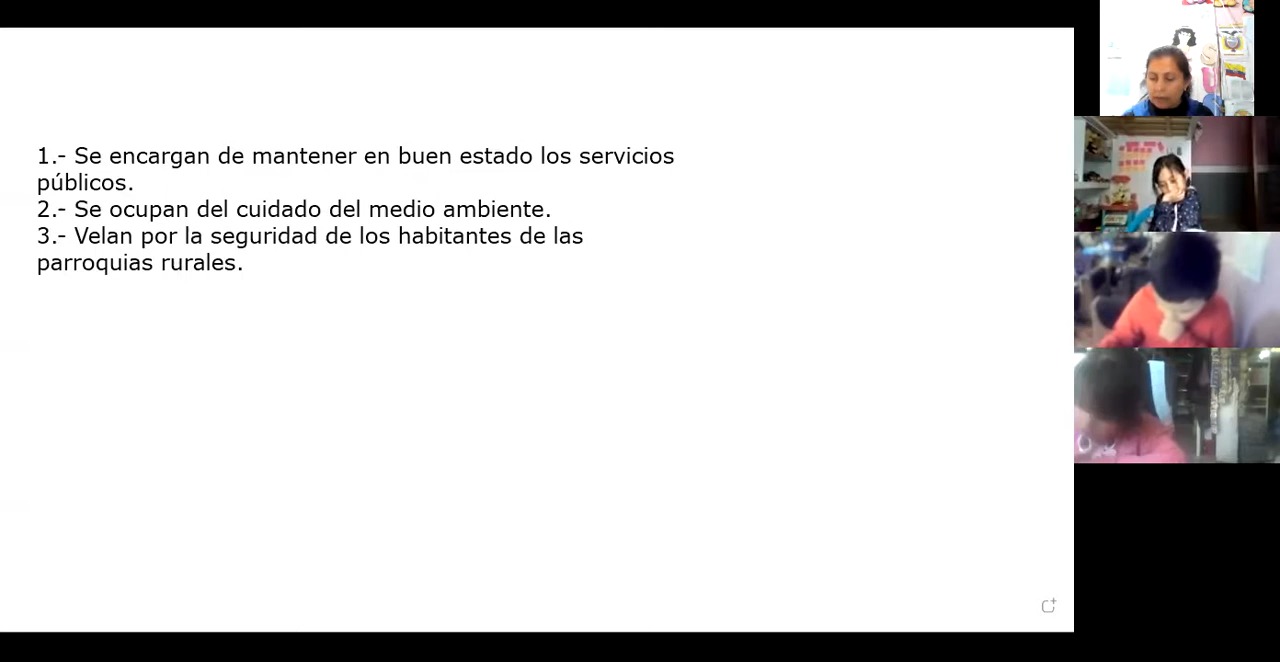 1.- Se encargan de mantener en buen estado los servicios
públicos.
2.- Se ocupan del cuidado del medio ambiente.
3.- Velan por la seguridad de los habitantes de las
parroquias rurales.